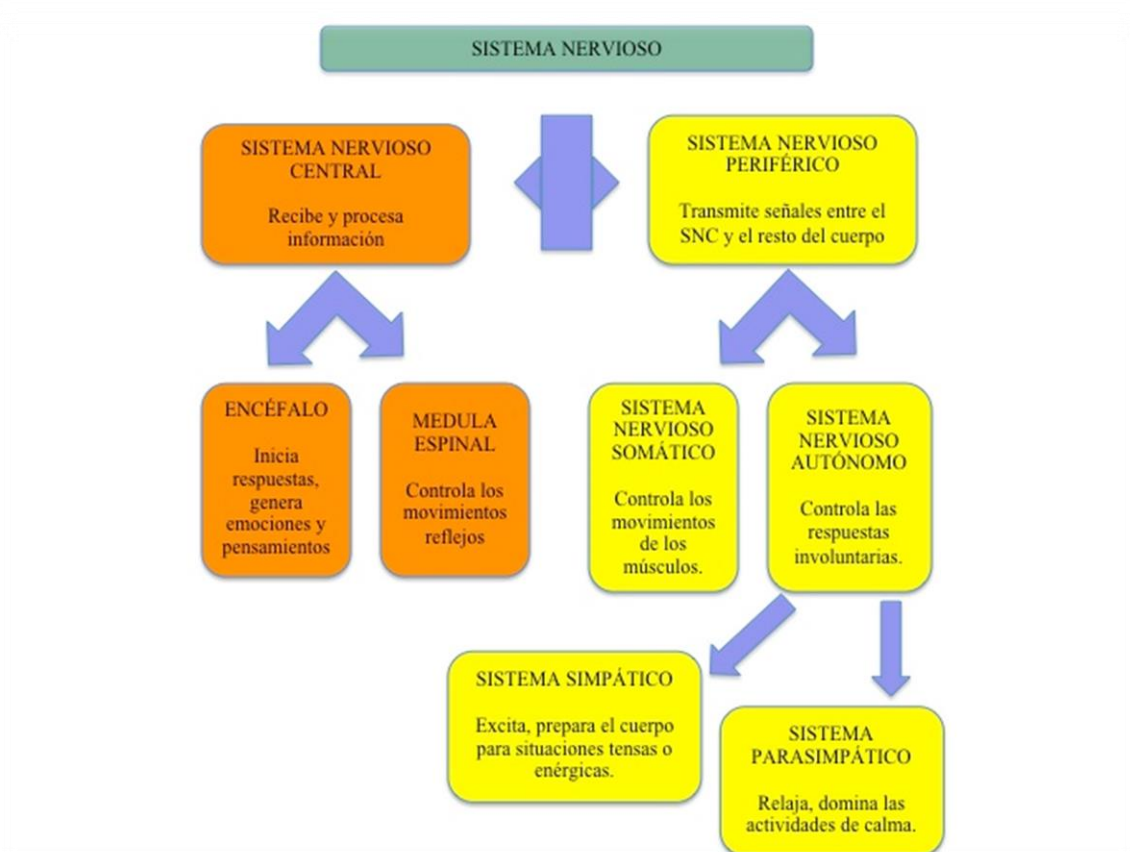 SISTEMA NERVIOSO
SISTEMA NERVIOSO
CENTRAL
Recibe y procesa
información
SISTEMA NERVIOSO
PERIFÉRICO
Transmite señales entre el
SNC y el resto del cuerpo
ENCÉFALO
Inicia
respuestas,
genera
emociones y
pensamientos
MEDULA
ESPINAL
Controla los
movimientos
reflejos
SISTEMA
NERVIOSO
SOMÁTICO
Controla los
movimientos
de los
músculos.
SISTEMA
NERVIOSO
AUTÓNOMO
Controla las
respuestas
involuntarias.
SISTEMA SIMPÁTICO
Excita, prepara el cuerpo
para situaciones tensas o
enérgicas.
SISTEMA
PARASIMPÁTICO
Relaja, domina las
actividades de calma.